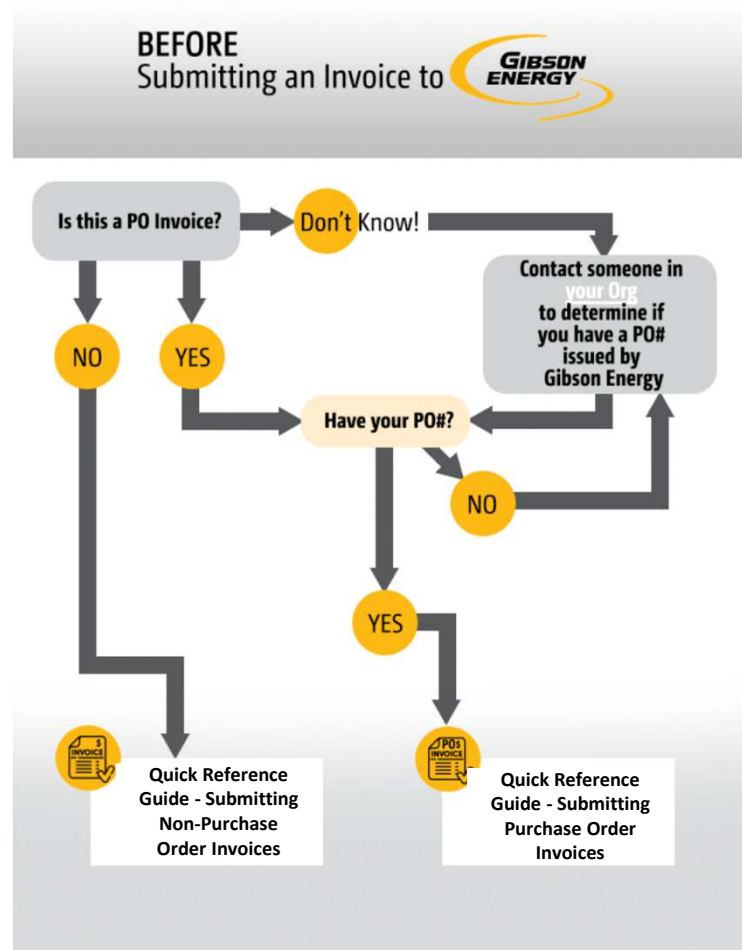 BEFORE
Submitting an Invoice to
GIBSON
ENERGY
Is this a PO Invoice?
Don't Know!
Contact someone in
your Org
to determine if
you have a PO#
issued by
Gibson Energy
NO
YES
Have your PO#?
NO
YES
$
INVOICE
Quick Reference
Guide - Submitting
Non-Purchase
Order Invoices
POs
INVOICE
Quick Reference
Guide - Submitting
Purchase Order
Invoices